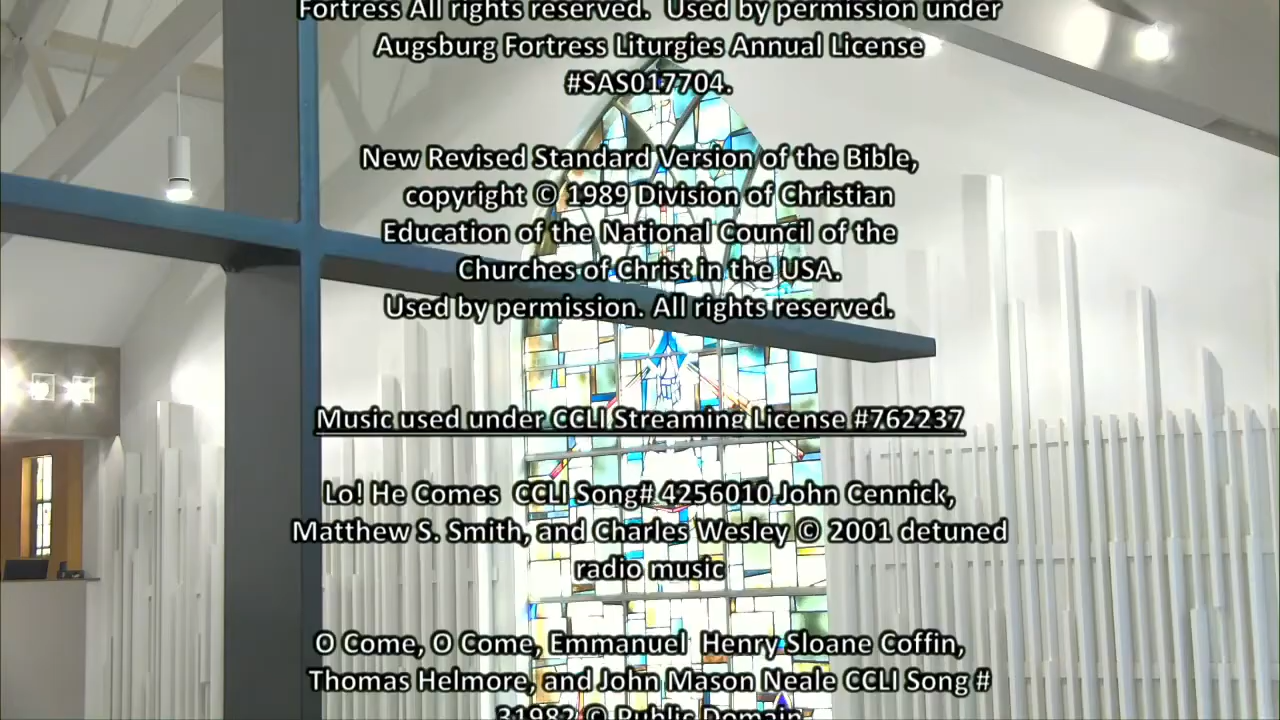 Fortress All rights reserved. Used by permission under
Augsburg Fortress Liturgies Annual License
#SAS017704.
New Revised Standard Version of the Bible,
copyright © 1989 Division of Christian
Education of the National Council of the
Churches of Christ in the USA.
Used by permission. All rights reserved.
Music used under CCLI Streaming License #762237
Lo! He Comes CCLI Song# 4256010 John Cennick,
Matthew S. Smith, and Charles Wesley © 2001 detuned
radio music
O Come, O Come, Emmanuel Henry Sloane Coffin,
Thomas Helmore, and John Mason Neale CCLI Song #
31982 © Public Domain